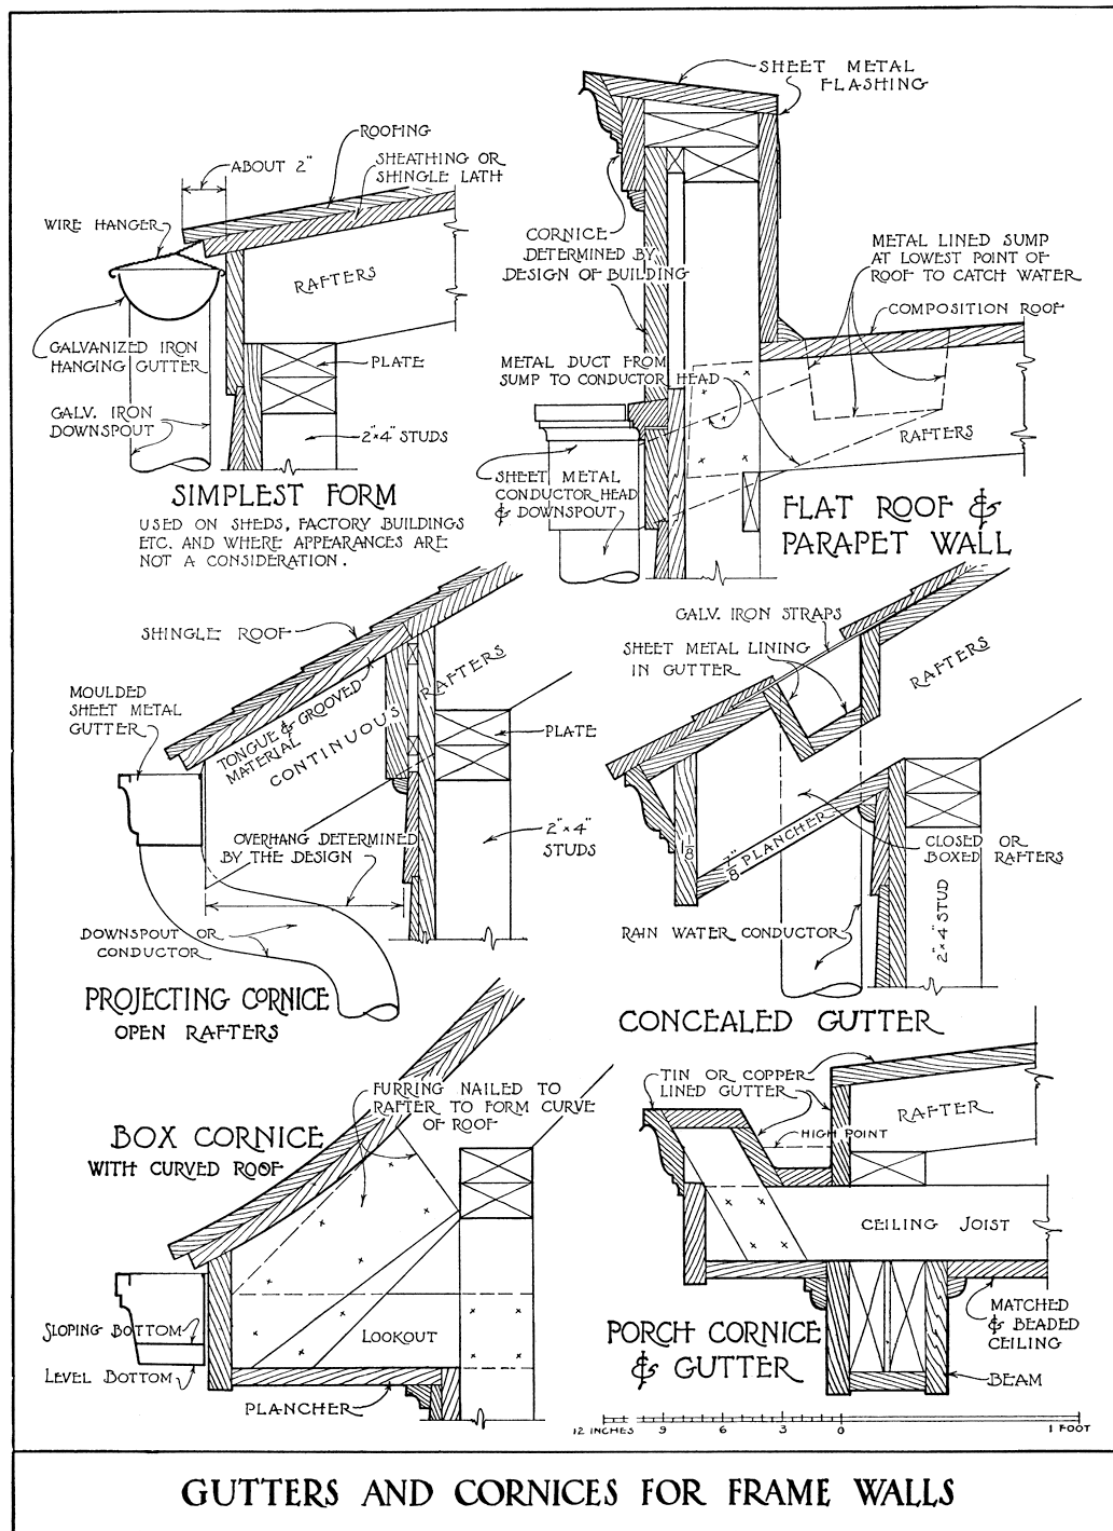 ROOFING
SHEATHING OR
SHINGLE LATH
ABOUT 2"
WIRE HANGER
RAFTERS
GALVANIZED IRON
HANGING GUTTER
PLATE
GALV. IRON
DOWNSPOUT
2"x4" STUDS
SIMPLEST FORM
USED ON SHEDS, FACTORY BUILDINGS
ETC. AND WHERE APPEARANCES ARE
NOT A CONSIDERATION.
SHEET METAL
FLASHING
CORNICE
DETERMINED BY
DESIGN OF BUILDING
METAL LINED SUMP
AT LOWEST POINT OF
ROOF TO CATCH WATER
COMPOSITION ROOF
METAL DUCT FROM
SUMP TO CONDUCTOR HEAD
RAFTERS
SHEET METAL
CONDUCTOR HEAD
& DOWNSPOUT
FLAT ROOF &
PARAPET WALL
SHINGLE ROOF
RAFTERS
MOULDED
SHEET METAL
GUTTER
TONGUE & GROOVED
MATERIAL
CONTINUOUS
PLATE
OVERHANG DETERMINED
BY THE DESIGN
2"x4"
STUDS
DOWNSPOUT OR
CONDUCTOR
PROJECTING CORNICE
OPEN RAFTERS
GALV. IRON STRAPS
SHEET METAL LINING
IN GUTTER
RAFTERS
1 1/8
7/8" PLANCHER
CLOSED OR
BOXED RAFTERS
RAIN WATER CONDUCTOR
2"x4" STUD
CONCEALED GUTTER
FURRING NAILED TO
RAFTER TO FORM CURVE
OF ROOF
BOX CORNICE
WITH CURVED ROOF
SLOPING BOTTOM
LOOKOUT
LEVEL BOTTOM
PLANCHER
TIN OR COPPER
LINED GUTTER
RAFTER
HIGH POINT
CEILING JOIST
PORCH CORNICE
& GUTTER
MATCHED
& BEADED
CEILING
BEAM
12 INCHES 9 6 3 0 1 FOOT
GUTTERS AND CORNICES FOR FRAME WALLS